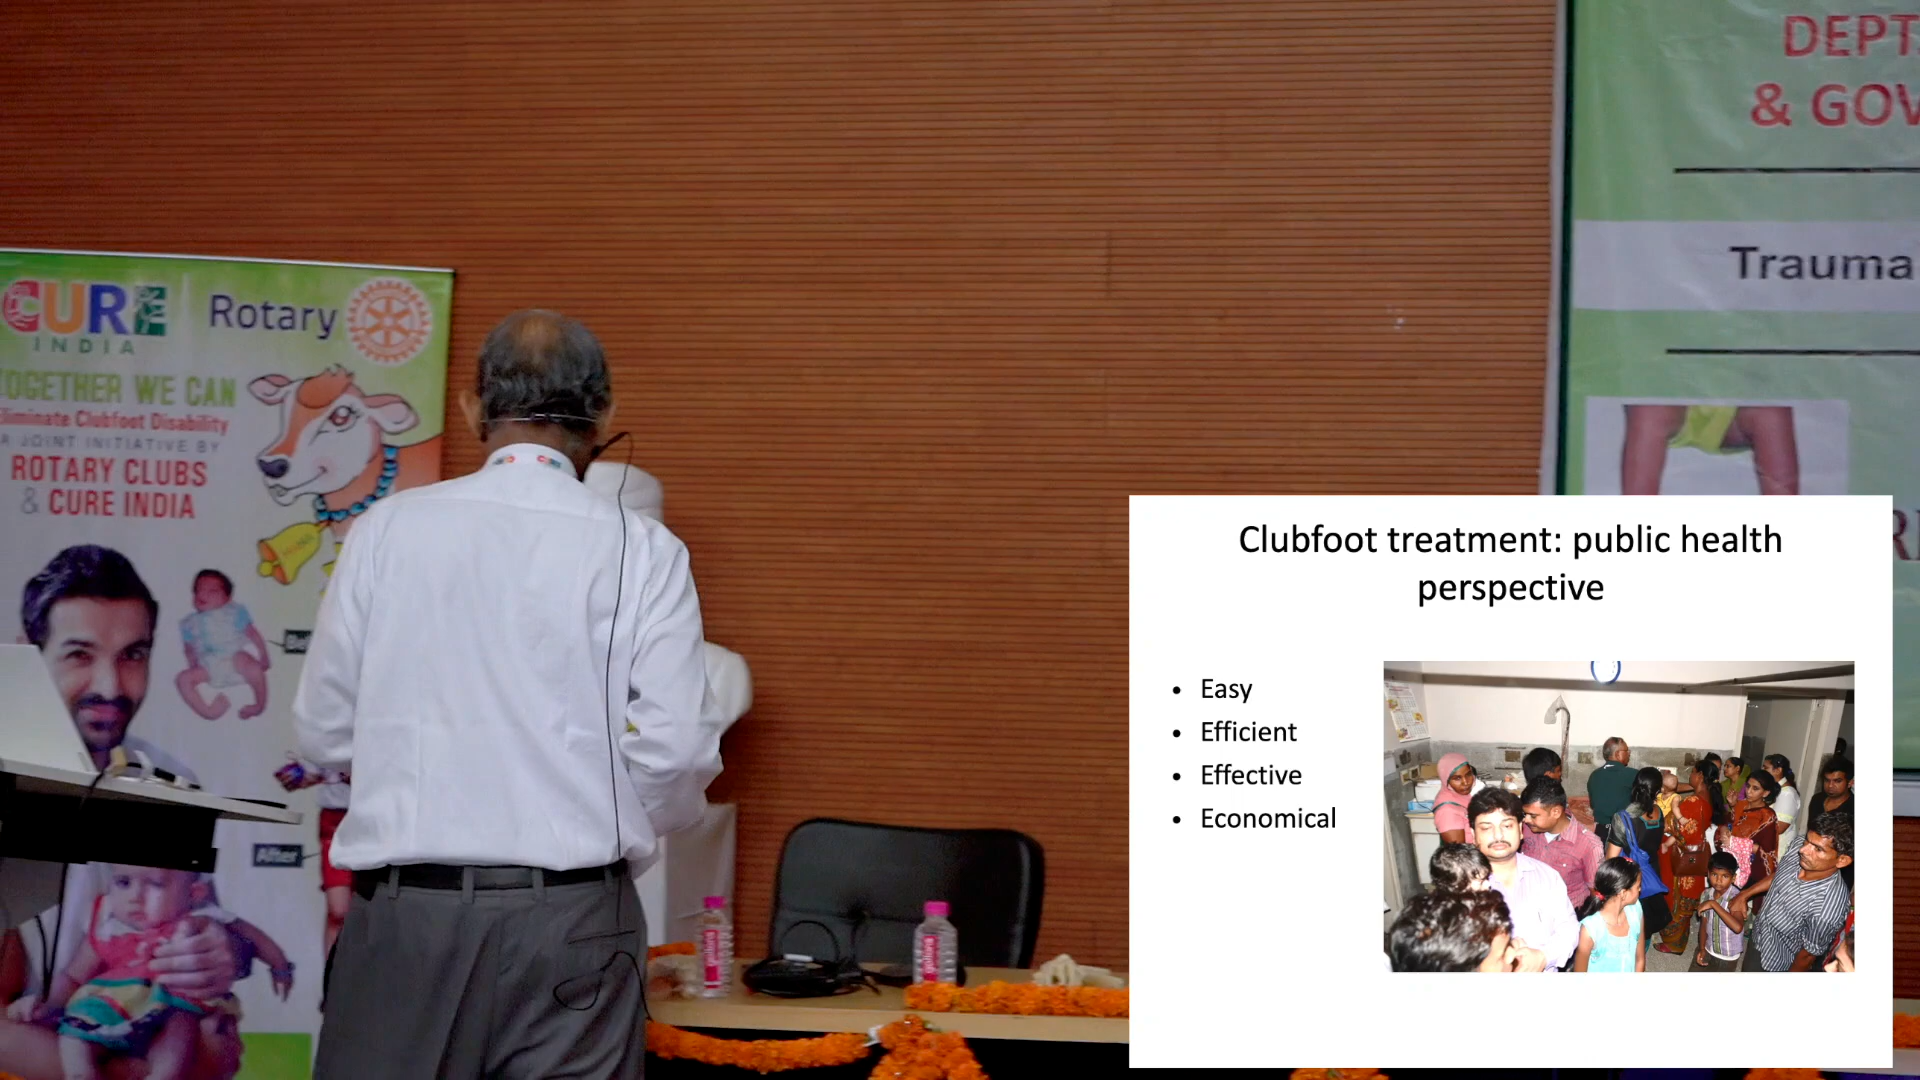 CURE
INDIA
Rotary
TOGETHER WE CAN
Eliminate Clubfoot Disability
A JOINT INITIATIVE BY
ROTARY CLUBS
& CURE INDIA
After
DEPT
& GOV
Trauma
Clubfoot treatment: public health
perspective
• Easy
• Efficient
• Effective
• Economical